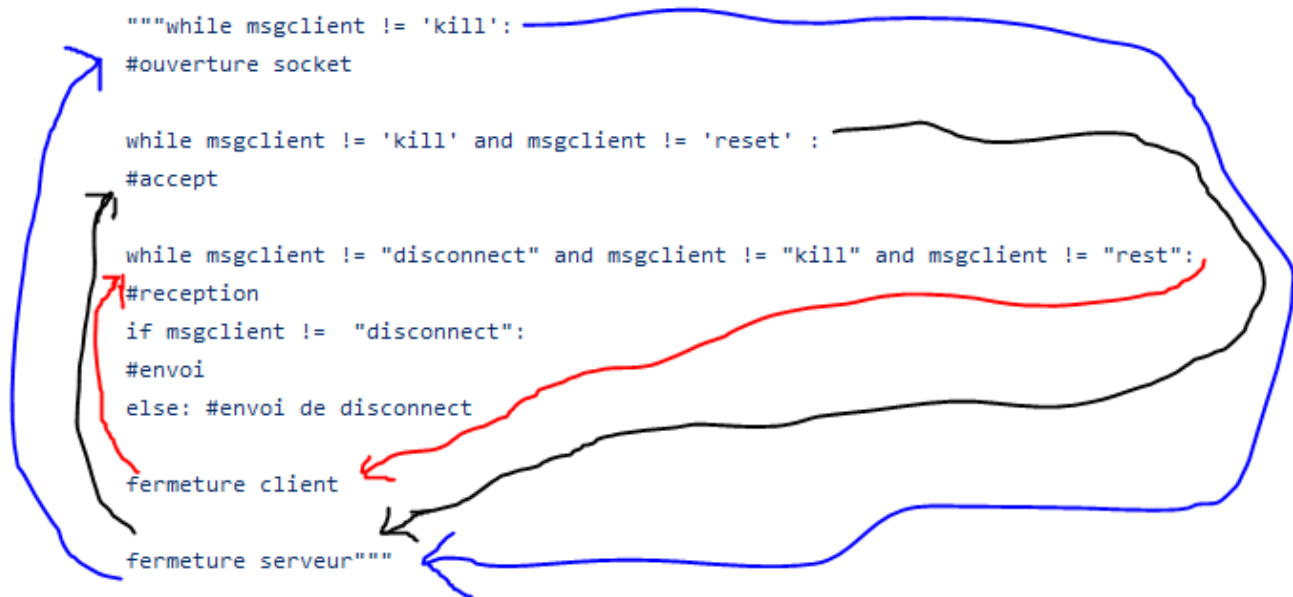 """while msgclient != 'kill':
#ouverture socket
while msgclient != 'kill' and msgclient != 'reset' :
#accept
while msgclient != "disconnect" and msgclient != "kill" and msgclient != "rest":
#reception
if msgclient !=  "disconnect":
#envoi
else: #envoi de disconnect
fermeture client
fermeture serveur"""